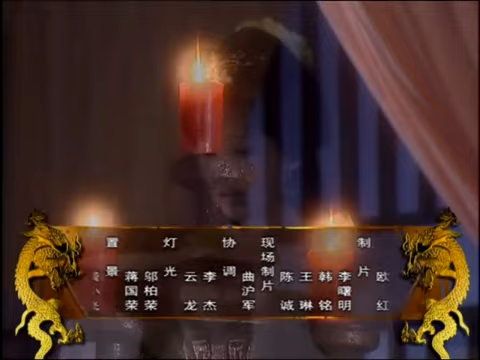 制片 欧红
李曙明
韩铭
王琳
陈诚
现场制片 曲沪军
协调 李杰
云龙
灯光 邬柏荣
蒋国荣
置景